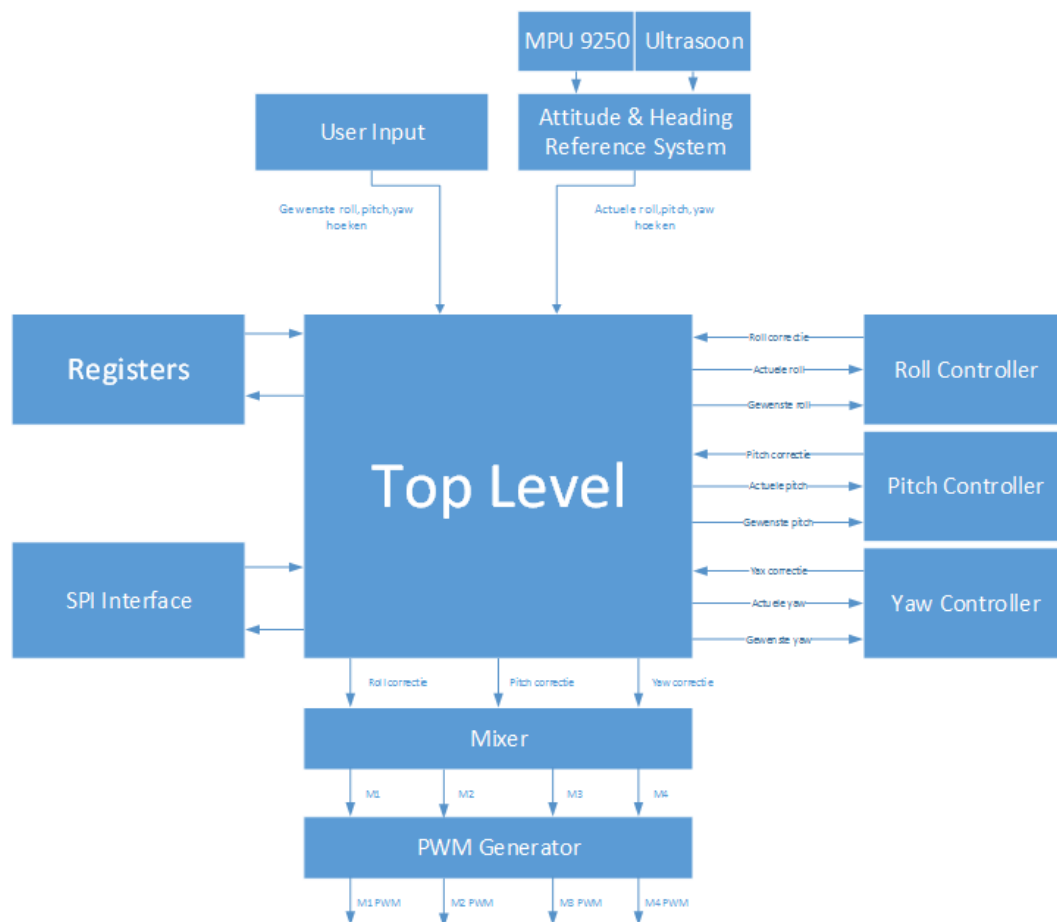 MPU 9250
Ultrasoon
User Input
Attitude & Heading
Reference System
Gewenste roll,pitch,yaw
hoeken
Actuele roll,pitch,yaw
hoeken
Registers
Top Level
Roll correctie
Actuele roll
Gewenste roll
Roll Controller
Pitch correctie
Actuele pitch
Gewenste pitch
Pitch Controller
SPI Interface
Yax correctie
Actuele yaw
Gewenste yaw
Yaw Controller
Roll correctie
Pitch correctie
Yaw correctie
Mixer
M1
M2
M3
M4
PWM Generator
M1 PWM
M2 PWM
M3 PWM
M4 PWM